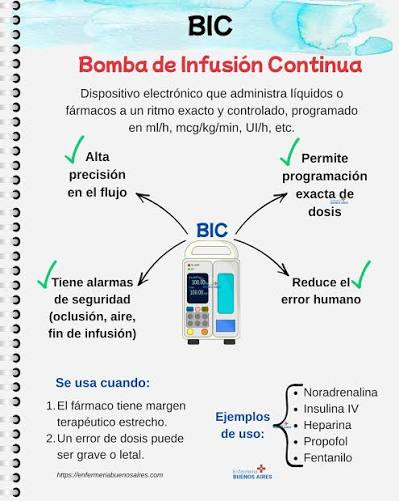 BIC
Bomba de Infusión Continua
Dispositivo electrónico que administra líquidos o
fármacos a un ritmo exacto y controlado, programado
en ml/h, mcg/kg/min, UI/h, etc.
Alta
precisión
en el flujo
Permite
programación
exacta de
dosis
BIC
Tiene alarmas
de seguridad
(oclusión, aire,
fin de infusión)
Reduce el
error humano
Se usa cuando:
1. El fármaco tiene margen
terapéutico estrecho.
2. Un error de dosis puede
ser grave o letal.
Ejemplos
de uso:
• Noradrenalina
• Insulina IV
• Heparina
• Propofol
• Fentanilo
https://enfermeriabuenosaires.com
Enfermería
BUENOS AIRES